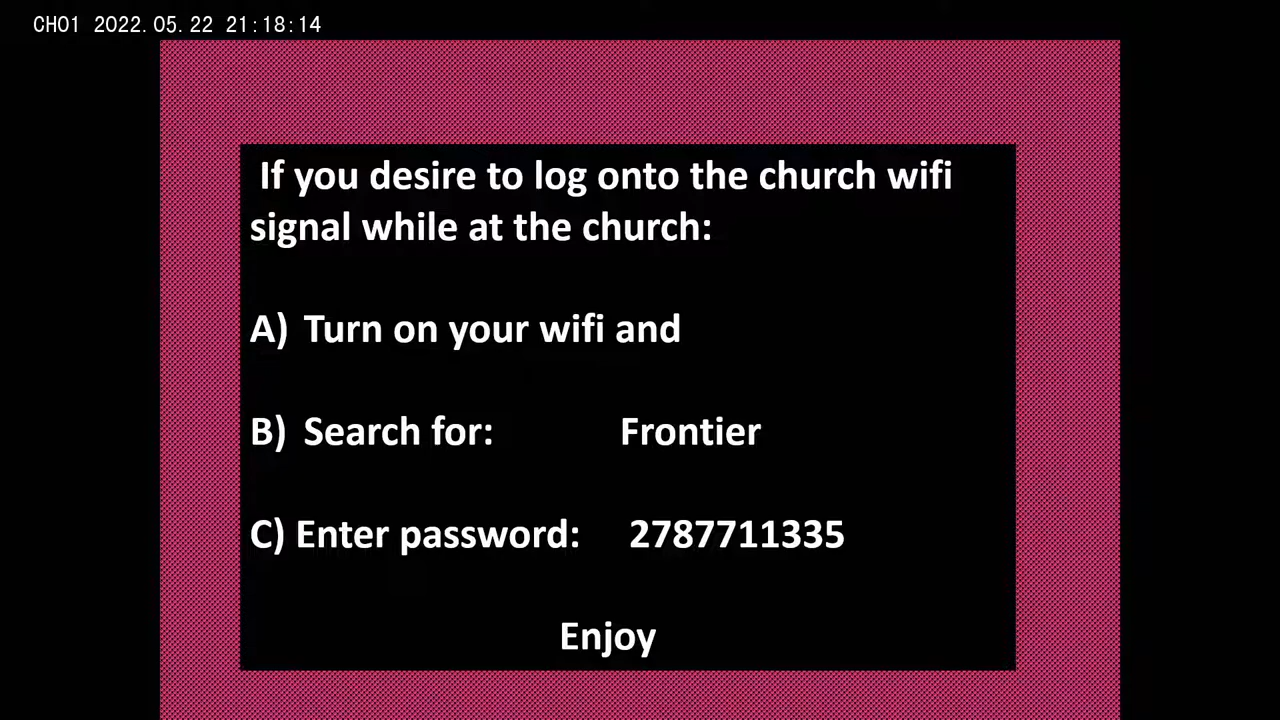 CH01 2022.05.22 21:18:14
If you desire to log onto the church wifi
signal while at the church:
A) Turn on your wifi and
B) Search for: Frontier
C) Enter password: 2787711335
Enjoy